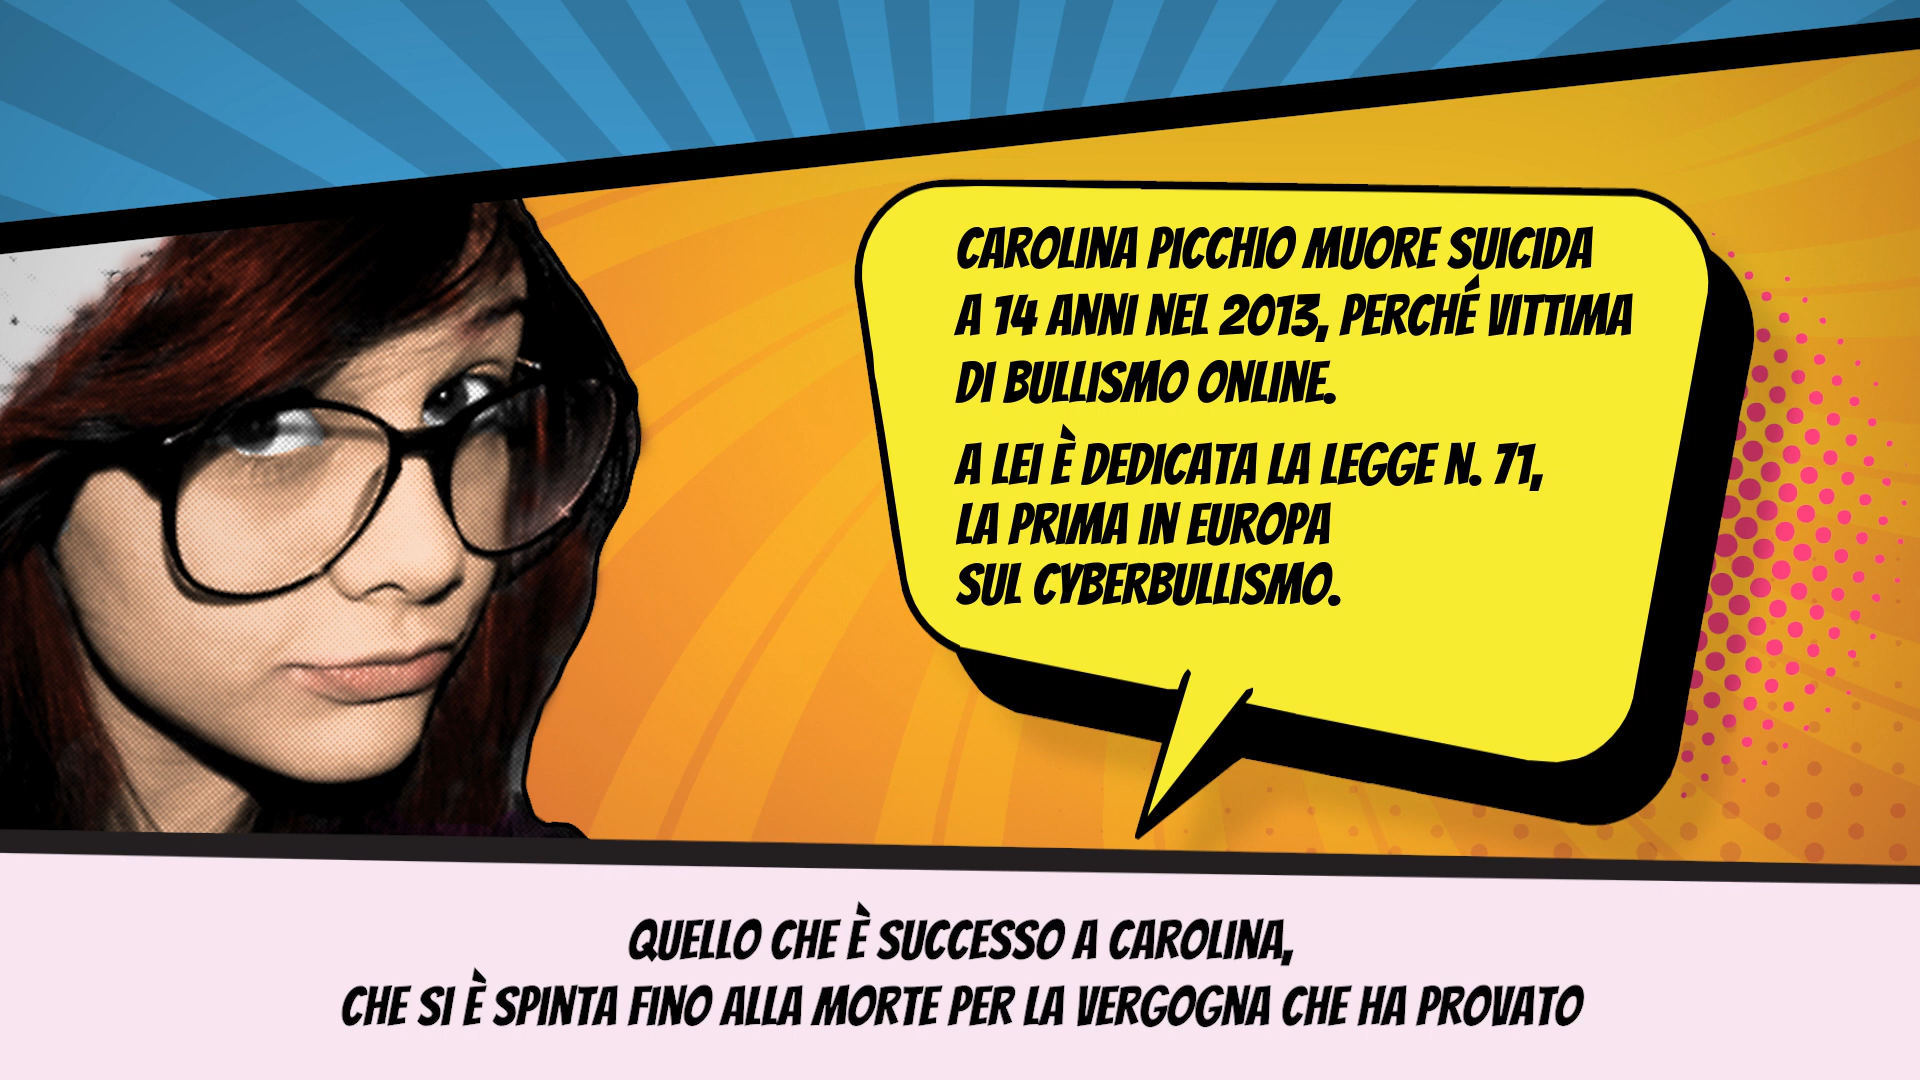 CAROLINA PICCHIO MUORE SUICIDA
A 14 ANNI NEL 2013, PERCHÉ VITTIMA
DI BULLISMO ONLINE.
A LEI È DEDICATA LA LEGGE N. 71,
LA PRIMA IN EUROPA
SUL CYBERBULLISMO.
QUELLO CHE È SUCCESSO A CAROLINA,
CHE SI È SPINTA FINO ALLA MORTE PER LA VERGOGNA CHE HA PROVATO